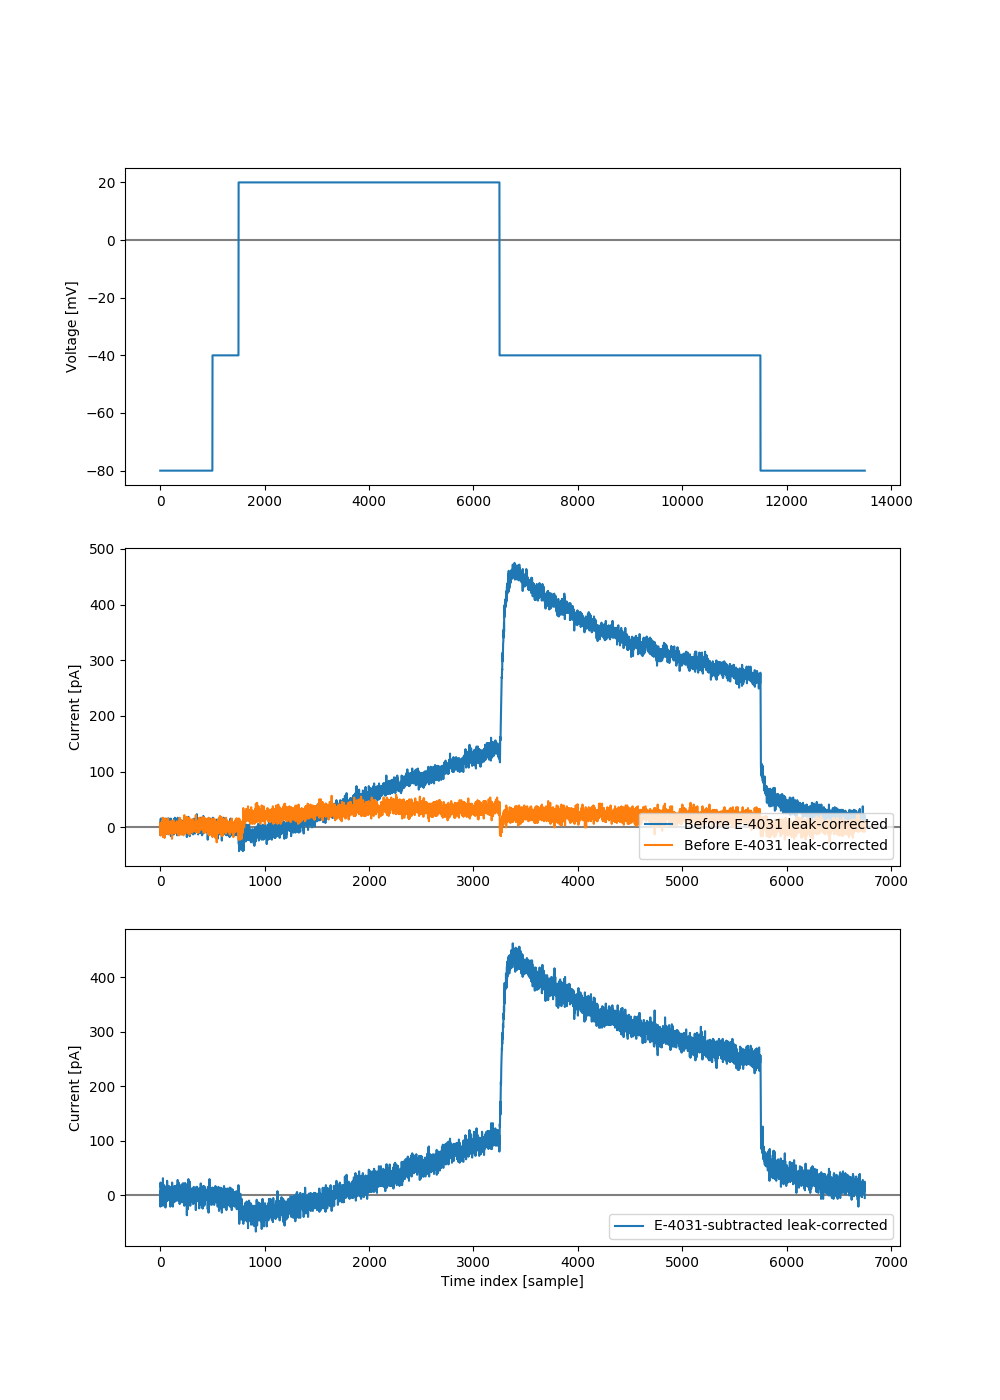 Voltage [mV]
20
0
−20
−40
−60
−80
0 2000 4000 6000 8000 10000 12000 14000
Current [pA]
500
400
300
200
100
0
Before E-4031 leak-corrected
Before E-4031 leak-corrected
0 1000 2000 3000 4000 5000 6000 7000
Current [pA]
400
300
200
100
0
E-4031-subtracted leak-corrected
0 1000 2000 3000 4000 5000 6000 7000
Time index [sample]